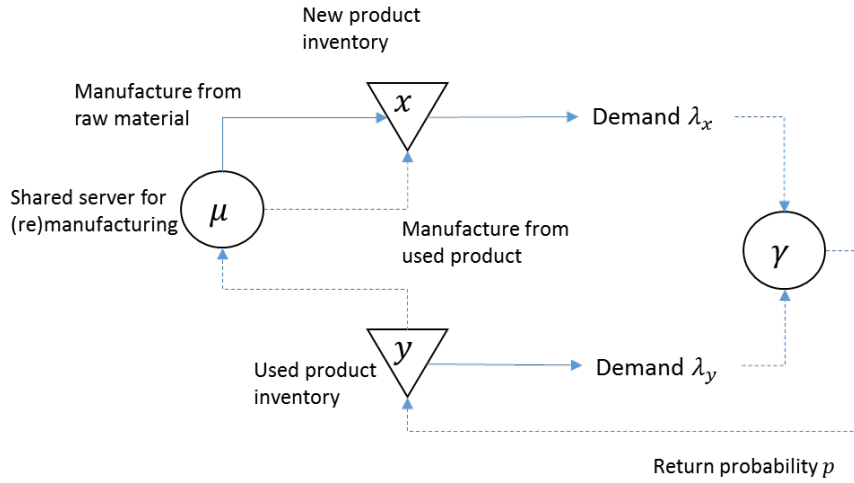 New product
inventory
Manufacture from
raw material
x
Demand λx
Shared server for
(re)manufacturing
μ
Manufacture from
used product
γ
Used product
inventory
y
Demand λy
Return probability p